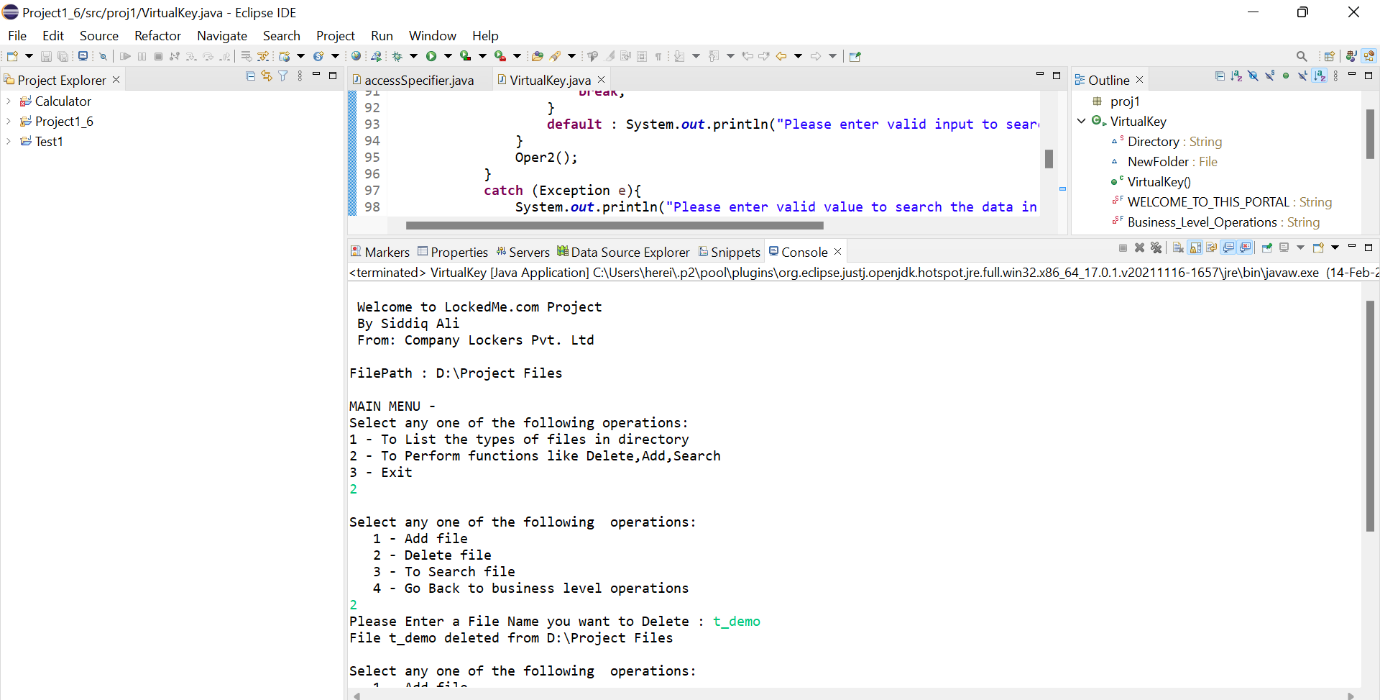 Project1_6/src/proj1/VirtualKey.java - Eclipse IDE
File Edit Source Refactor Navigate Search Project Run Window Help
Project Explorer
Calculator
Project1_6
Test1
accessSpecifier.java VirtualKey.java
91 break;
92 }
93 default : System.out.println("Please enter valid input to sear
94 }
95 Oper2();
96 }
97 catch (Exception e){
98 System.out.println("Please enter valid value to search the data in
Outline
proj1
VirtualKey
Directory : String
NewFolder : File
VirtualKey()
WELCOME_TO_THIS_PORTAL : String
Business_Level_Operations : String
Markers Properties Servers Data Source Explorer Snippets Console
<terminated> VirtualKey [Java Application] C:\Users\herei\.p2\pool\plugins\org.eclipse.justj.openjdk.hotspot.jre.full.win32.x86_64_17.0.1.v20211116-1657\jre\bin\javaw.exe (14-Feb-2
Welcome to LockedMe.com Project
By Siddiq Ali
From: Company Lockers Pvt. Ltd
FilePath : D:\Project Files
MAIN MENU -
Select any one of the following operations:
1 - To List the types of files in directory
2 - To Perform functions like Delete,Add,Search
3 - Exit
2
Select any one of the following  operations:
1 - Add file
2 - Delete file
3 - To Search file
4 - Go Back to business level operations
2
Please Enter a File Name you want to Delete : t_demo
File t_demo deleted from D:\Project Files
Select any one of the following  operations:
1 - Add file